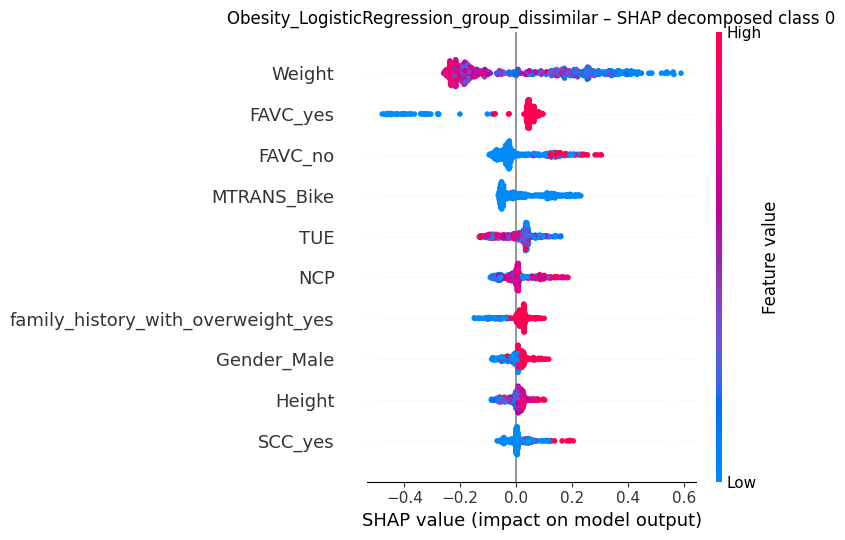 Obesity_LogisticRegression_group_dissimilar – SHAP decomposed class 0
High
Weight
FAVC_yes
FAVC_no
MTRANS_Bike
TUE
NCP
family_history_with_overweight_yes
Gender_Male
Height
SCC_yes
Feature value
Low
−0.4 −0.2 0.0 0.2 0.4 0.6
SHAP value (impact on model output)